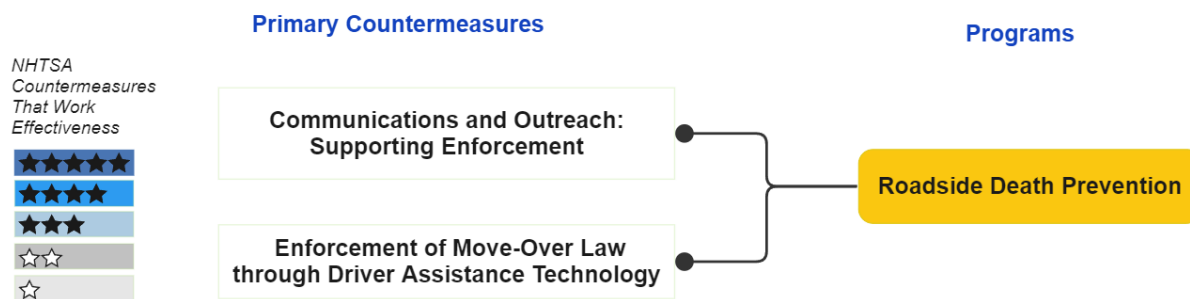 Primary Countermeasures
Programs
NHTSA
Countermeasures
That Work
Effectiveness
Communications and Outreach:
Supporting Enforcement
Roadside Death Prevention
Enforcement of Move-Over Law
through Driver Assistance Technology